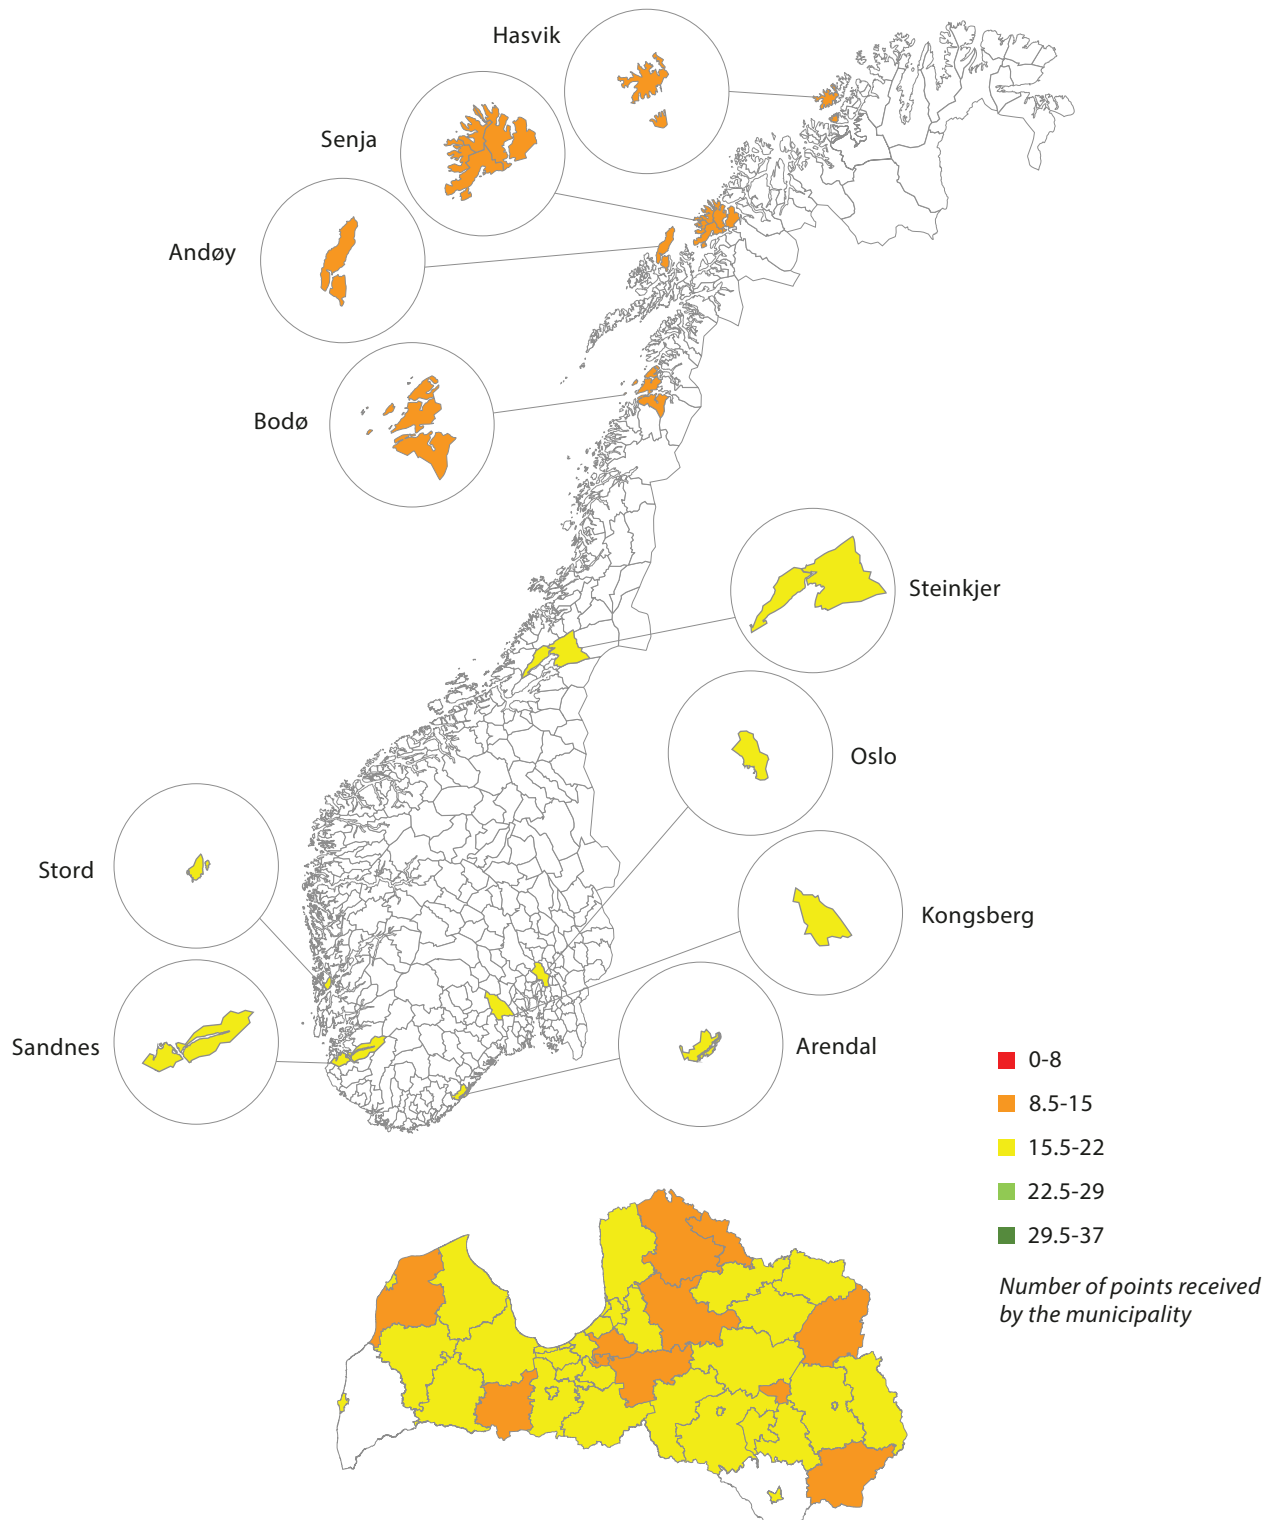 Hasvik
Senja
Andøy
Bodø
Steinkjer
Oslo
Stord
Kongsberg
Sandnes
Arendal
0-8
8.5-15
15.5-22
22.5-29
29.5-37
Number of points received
by the municipality